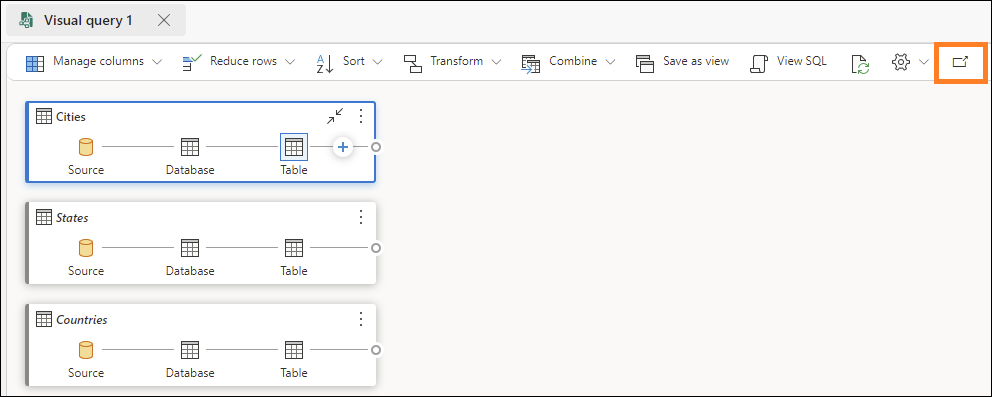 Visual query 1
Manage columns Reduce rows Sort Transform Combine Save as view View SQL
Cities
Source Database Table
States
Source Database Table
Countries
Source Database Table